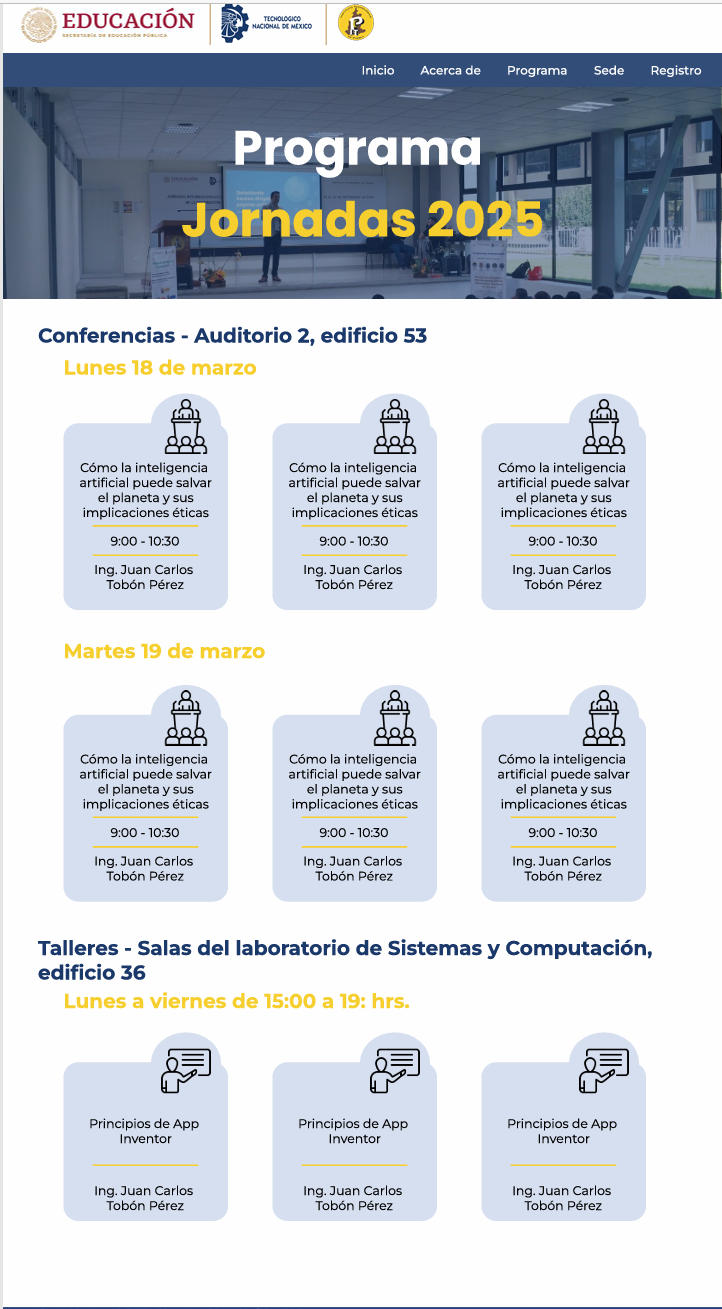 EDUCACIÓN
SECRETARÍA DE EDUCACIÓN PÚBLICA
TECNOLÓGICO
NACIONAL DE MÉXICO
Inicio Acerca de Programa Sede Registro
Programa
Jornadas 2025
Conferencias - Auditorio 2, edificio 53
Lunes 18 de marzo
Cómo la inteligencia
artificial puede salvar
el planeta y sus
implicaciones éticas
9:00 - 10:30
Ing. Juan Carlos
Tobón Pérez
Cómo la inteligencia
artificial puede salvar
el planeta y sus
implicaciones éticas
9:00 - 10:30
Ing. Juan Carlos
Tobón Pérez
Cómo la inteligencia
artificial puede salvar
el planeta y sus
implicaciones éticas
9:00 - 10:30
Ing. Juan Carlos
Tobón Pérez
Martes 19 de marzo
Cómo la inteligencia
artificial puede salvar
el planeta y sus
implicaciones éticas
9:00 - 10:30
Ing. Juan Carlos
Tobón Pérez
Cómo la inteligencia
artificial puede salvar
el planeta y sus
implicaciones éticas
9:00 - 10:30
Ing. Juan Carlos
Tobón Pérez
Cómo la inteligencia
artificial puede salvar
el planeta y sus
implicaciones éticas
9:00 - 10:30
Ing. Juan Carlos
Tobón Pérez
Talleres - Salas del laboratorio de Sistemas y Computación,
edificio 36
Lunes a viernes de 15:00 a 19: hrs.
Principios de App
Inventor
Ing. Juan Carlos
Tobón Pérez
Principios de App
Inventor
Ing. Juan Carlos
Tobón Pérez
Principios de App
Inventor
Ing. Juan Carlos
Tobón Pérez